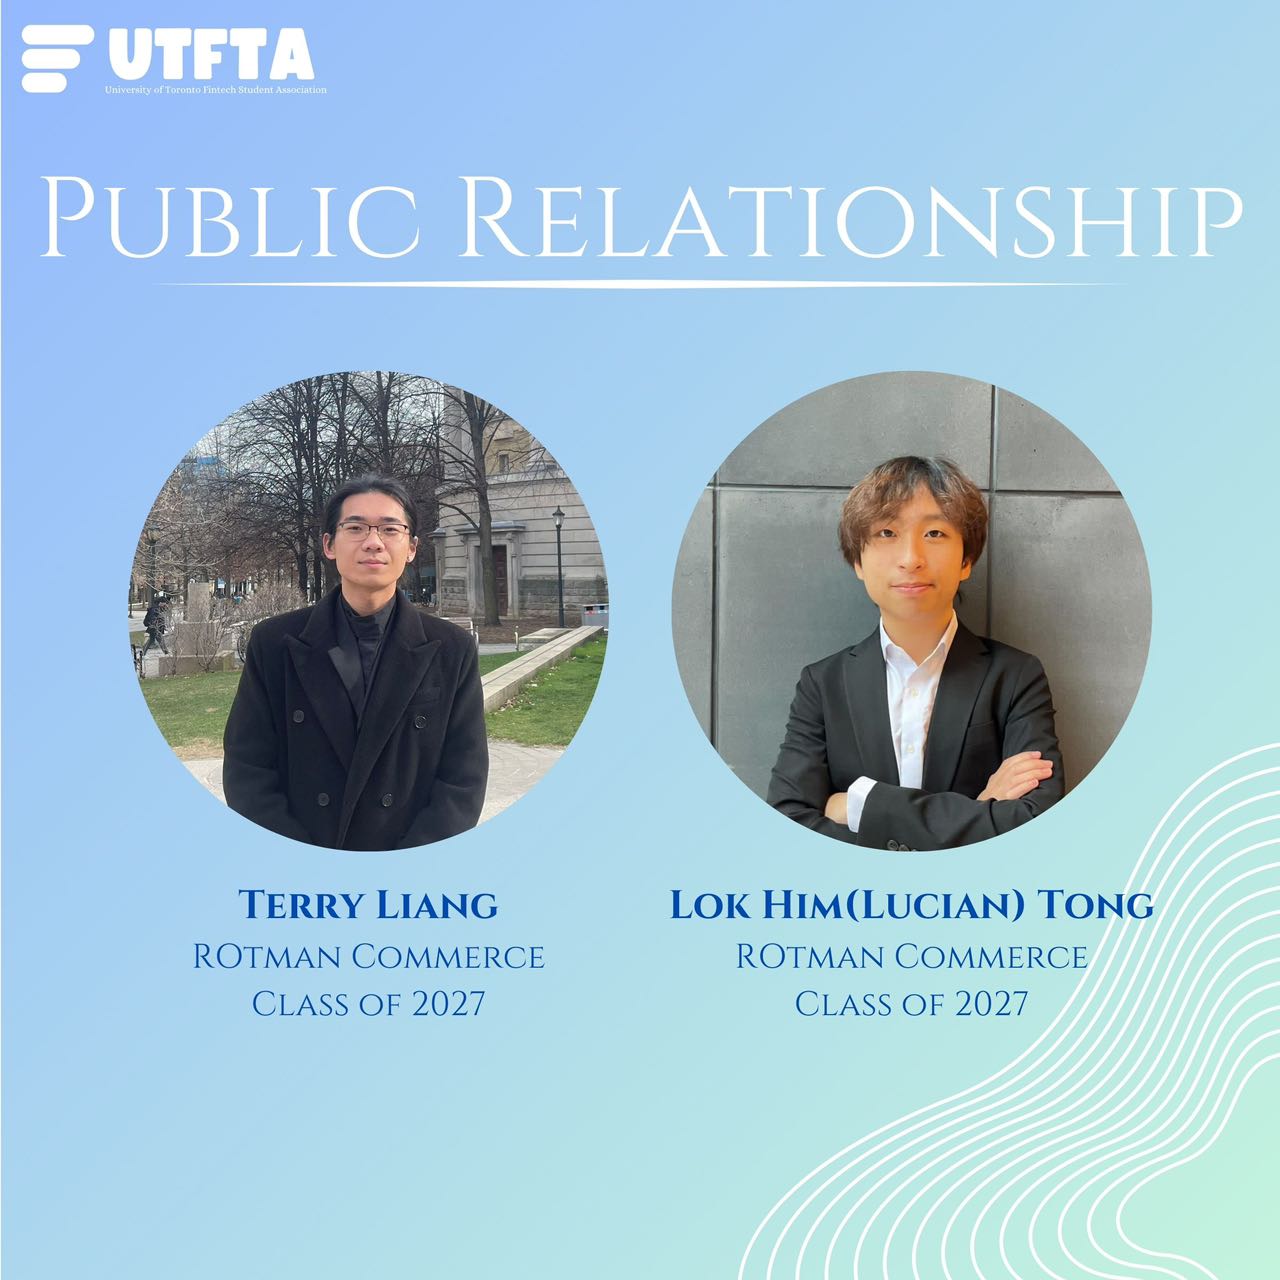 UTFTA
University of Toronto Fintech Student Association
Public Relationship
Terry Liang
ROtman Commerce
Class of 2027
Lok Him(Lucian) Tong
ROtman Commerce
Class of 2027